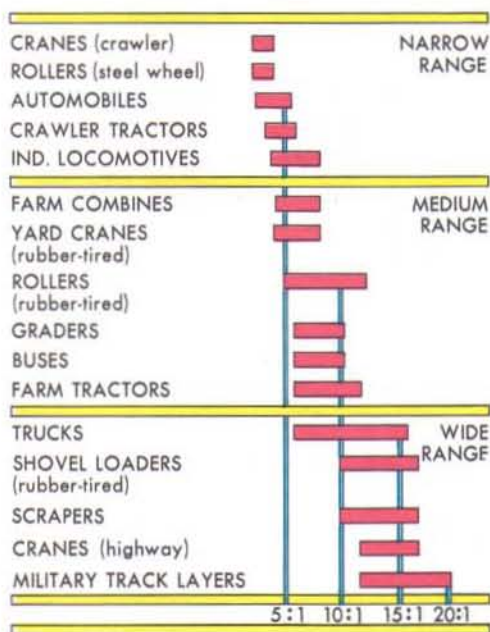 CRANES (crawler)
NARROW
ROLLERS (steel wheel)
RANGE
AUTOMOBILES
CRAWLER TRACTORS
IND. LOCOMOTIVES
FARM COMBINES
MEDIUM
YARD CRANES
RANGE
(rubber-tired)
ROLLERS
(rubber-tired)
GRADERS
BUSES
FARM TRACTORS
TRUCKS
WIDE
RANGE
SHOVEL LOADERS
(rubber-tired)
SCRAPERS
CRANES (highway)
MILITARY TRACK LAYERS
5:1 10:1 15:1 20:1